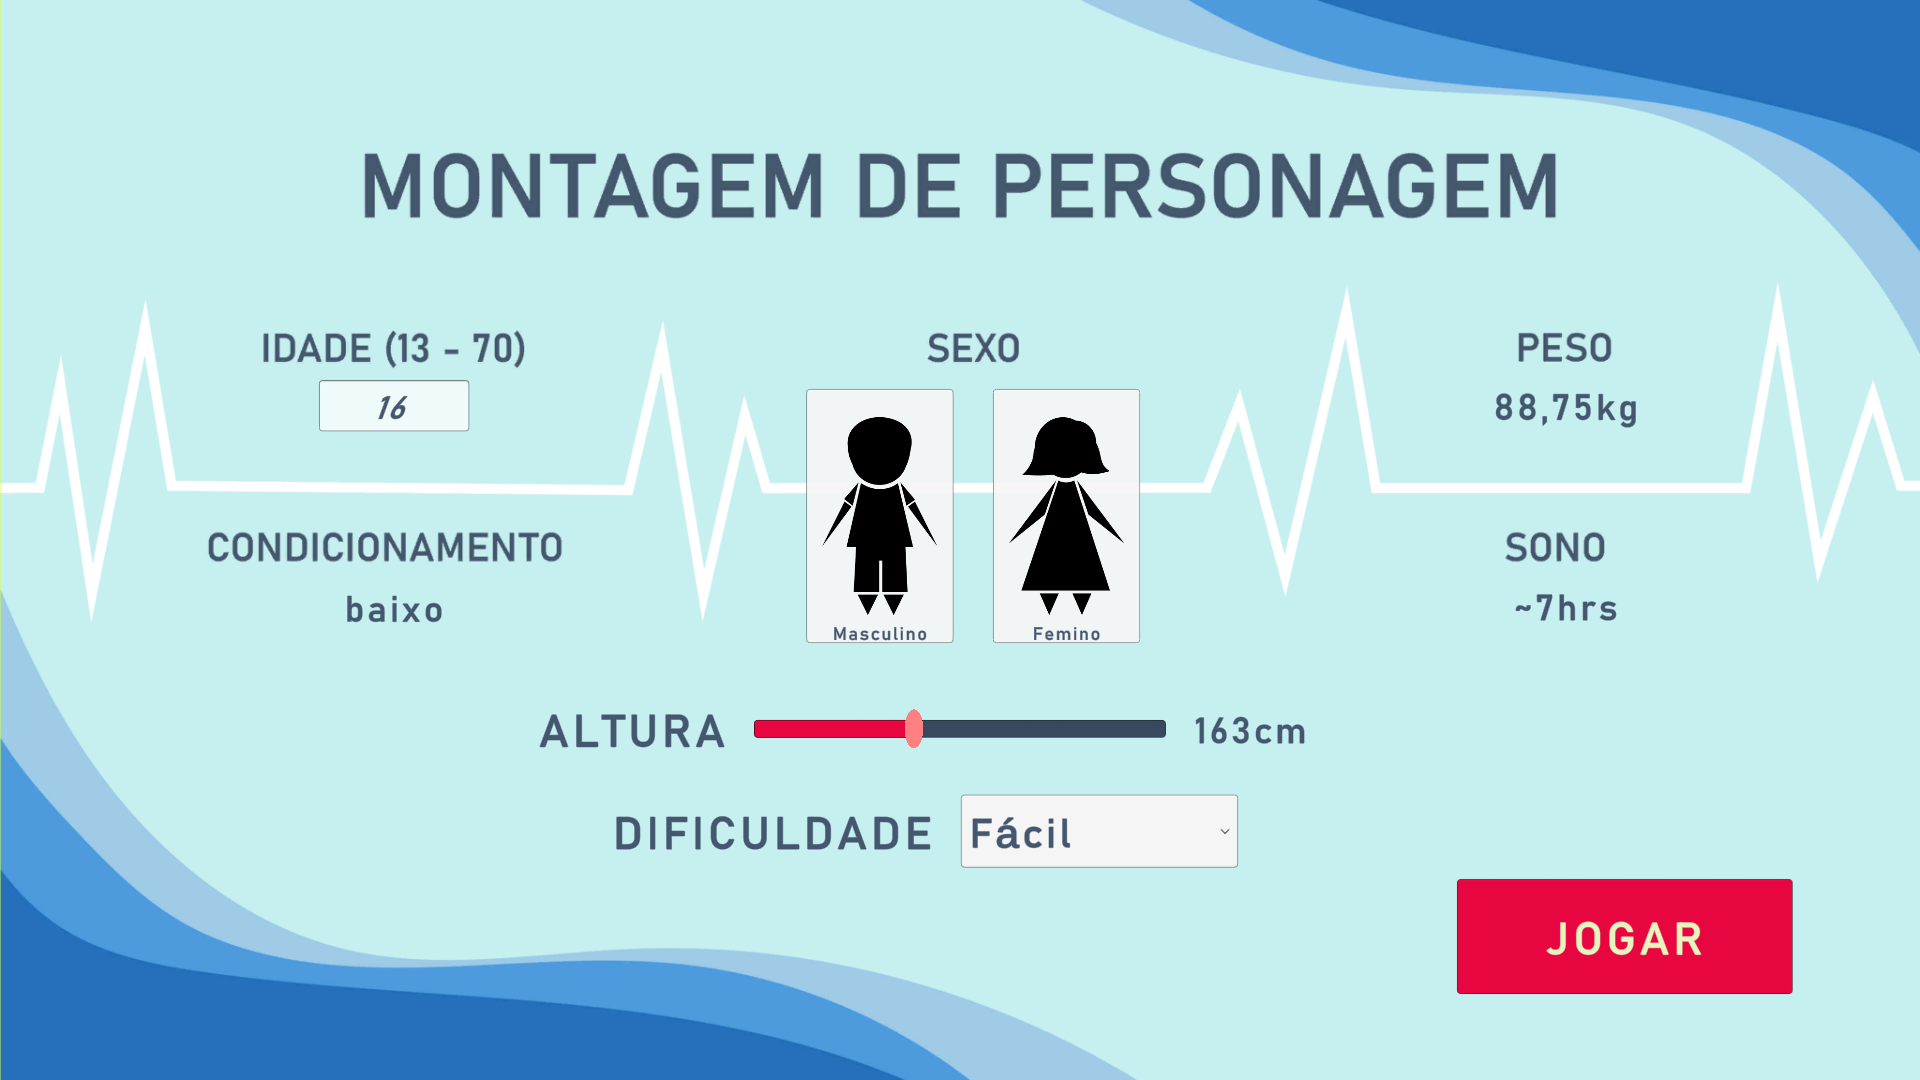 MONTAGEM DE PERSONAGEM
IDADE (13 - 70)
16
SEXO
PESO
88,75kg
CONDICIONAMENTO
baixo
Masculino
Femino
SONO
~7hrs
ALTURA
163cm
DIFICULDADE
Fácil
JOGAR